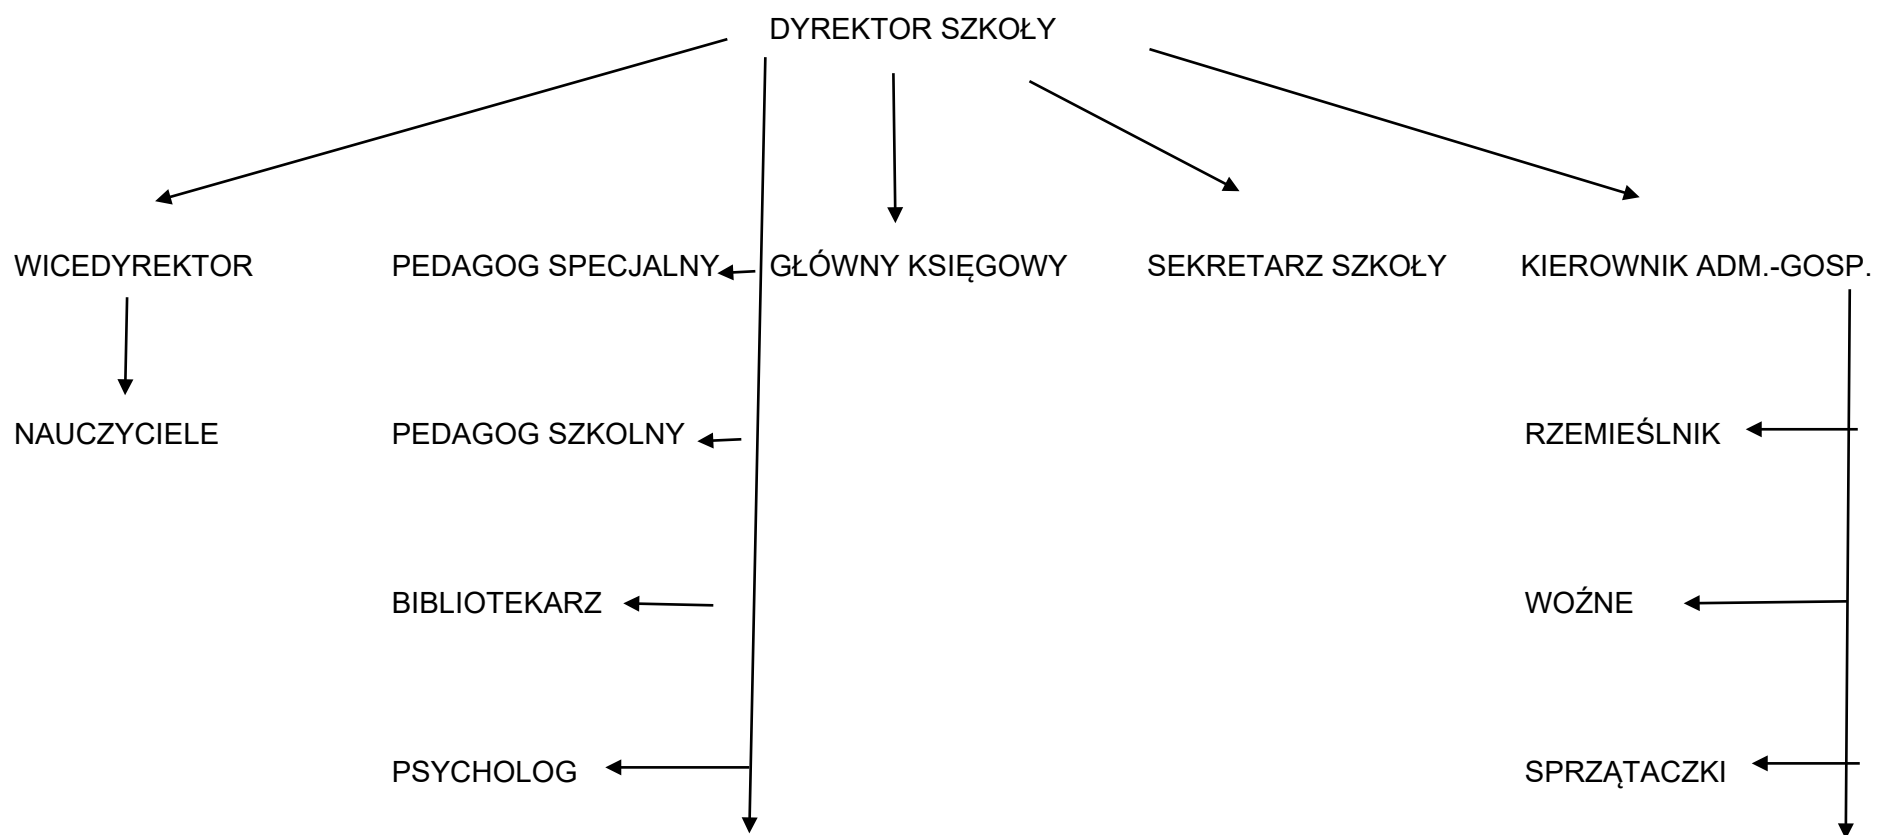 DYREKTOR SZKOŁY
WICEDYREKTOR PEDAGOG SPECJALNY GŁÓWNY KSIĘGOWY SEKRETARZ SZKOŁY KIEROWNIK ADM.-GOSP.
NAUCZYCIELE PEDAGOG SZKOLNY RZEMIEŚLNIK
BIBLIOTEKARZ WOŹNE
PSYCHOLOG SPRZĄTACZKI